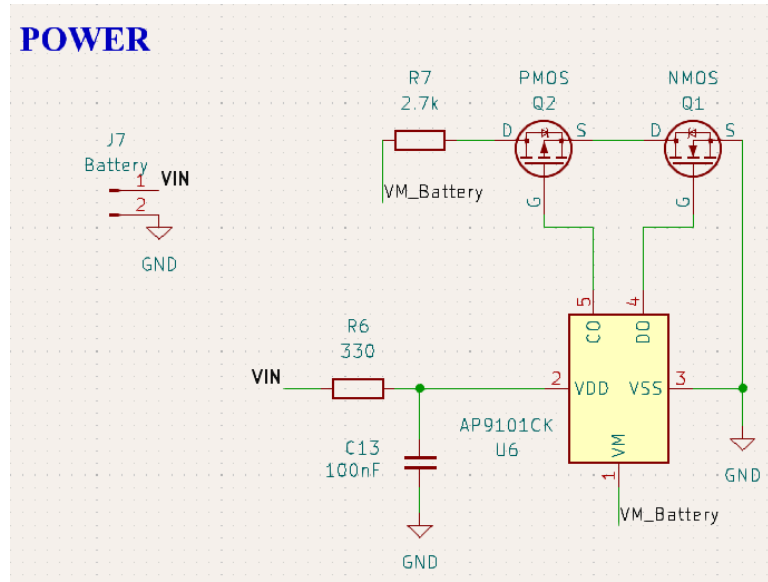 POWER
R7
2.7k
PMOS
Q2
NMOS
Q1
D
S
D
S
G
G
J7
Battery
1
VIN
2
GND
VM_Battery
5
4
CO
DO
R6
330
VIN
2
VDD
VSS
3
AP9101CK
U6
VM
1
C13
100nF
GND
VM_Battery
GND